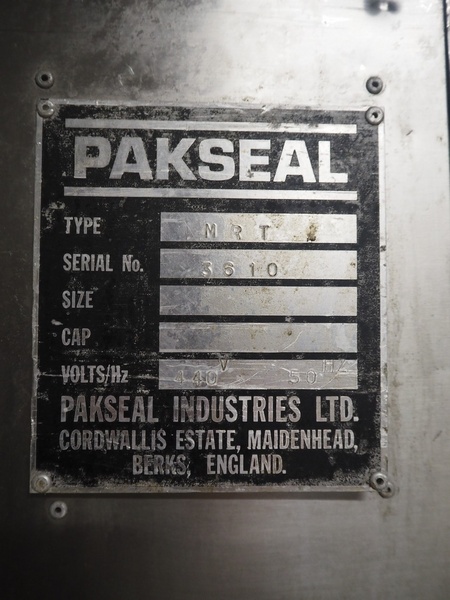 PAKSEAL
TYPE MRT
SERIAL No. 3610
SIZE
CAP
VOLTS/Hz 440V / 50Hz
PAKSEAL INDUSTRIES LTD.
CORDWALLIS ESTATE, MAIDENHEAD,
BERKS, ENGLAND.